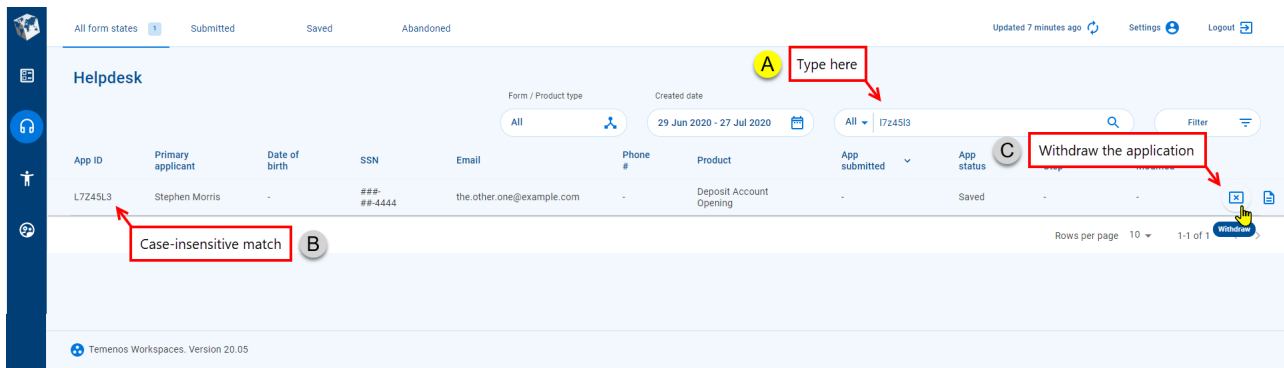 All form states 1 Submitted Saved Abandoned Updated 7 minutes ago Settings Logout
A Type here
Helpdesk
Form / Product type Created date
All 29 Jun 2020 - 27 Jul 2020 All l7z45l3 Filter
C Withdraw the application
App ID Primary applicant Date of birth SSN Email Phone # Product App submitted App status
L7Z45L3 Stephen Morris - ###-##-4444 the.other.one@example.com - Deposit Account Opening - Saved - -
Case-insensitive match B
Rows per page 10 1-1 of 1 Withdraw
Temenos Workspaces. Version 20.05